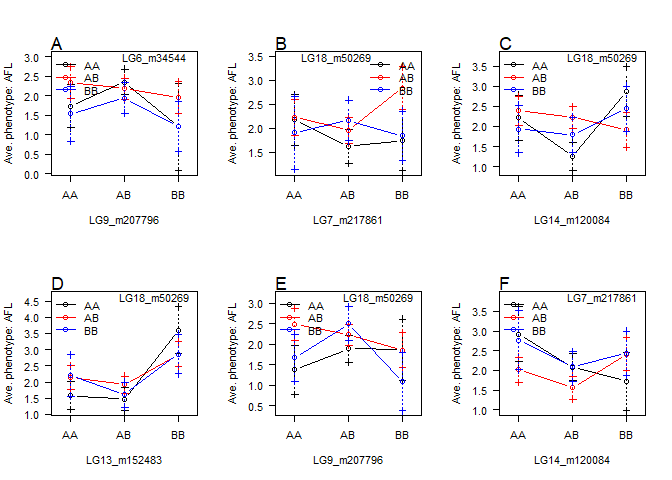 A
LG6_m34544
AA
AB
BB
Ave. phenotype: AFL
3.0
2.5
2.0
1.5
1.0
0.5
0.0
AA AB BB
LG9_m207796
B
LG18_m50269
AA
AB
BB
Ave. phenotype: AFL
3.5
3.0
2.5
2.0
1.5
AA AB BB
LG7_m217861
C
LG18_m50269
AA
AB
BB
Ave. phenotype: AFL
3.5
3.0
2.5
2.0
1.5
1.0
AA AB BB
LG14_m120084
D
LG18_m50269
AA
AB
BB
Ave. phenotype: AFL
4.5
4.0
3.5
3.0
2.5
2.0
1.5
1.0
AA AB BB
LG13_m152483
E
LG18_m50269
AA
AB
BB
Ave. phenotype: AFL
3.0
2.5
2.0
1.5
1.0
0.5
AA AB BB
LG9_m207796
F
LG7_m217861
AA
AB
BB
Ave. phenotype: AFL
3.5
3.0
2.5
2.0
1.5
1.0
AA AB BB
LG14_m120084